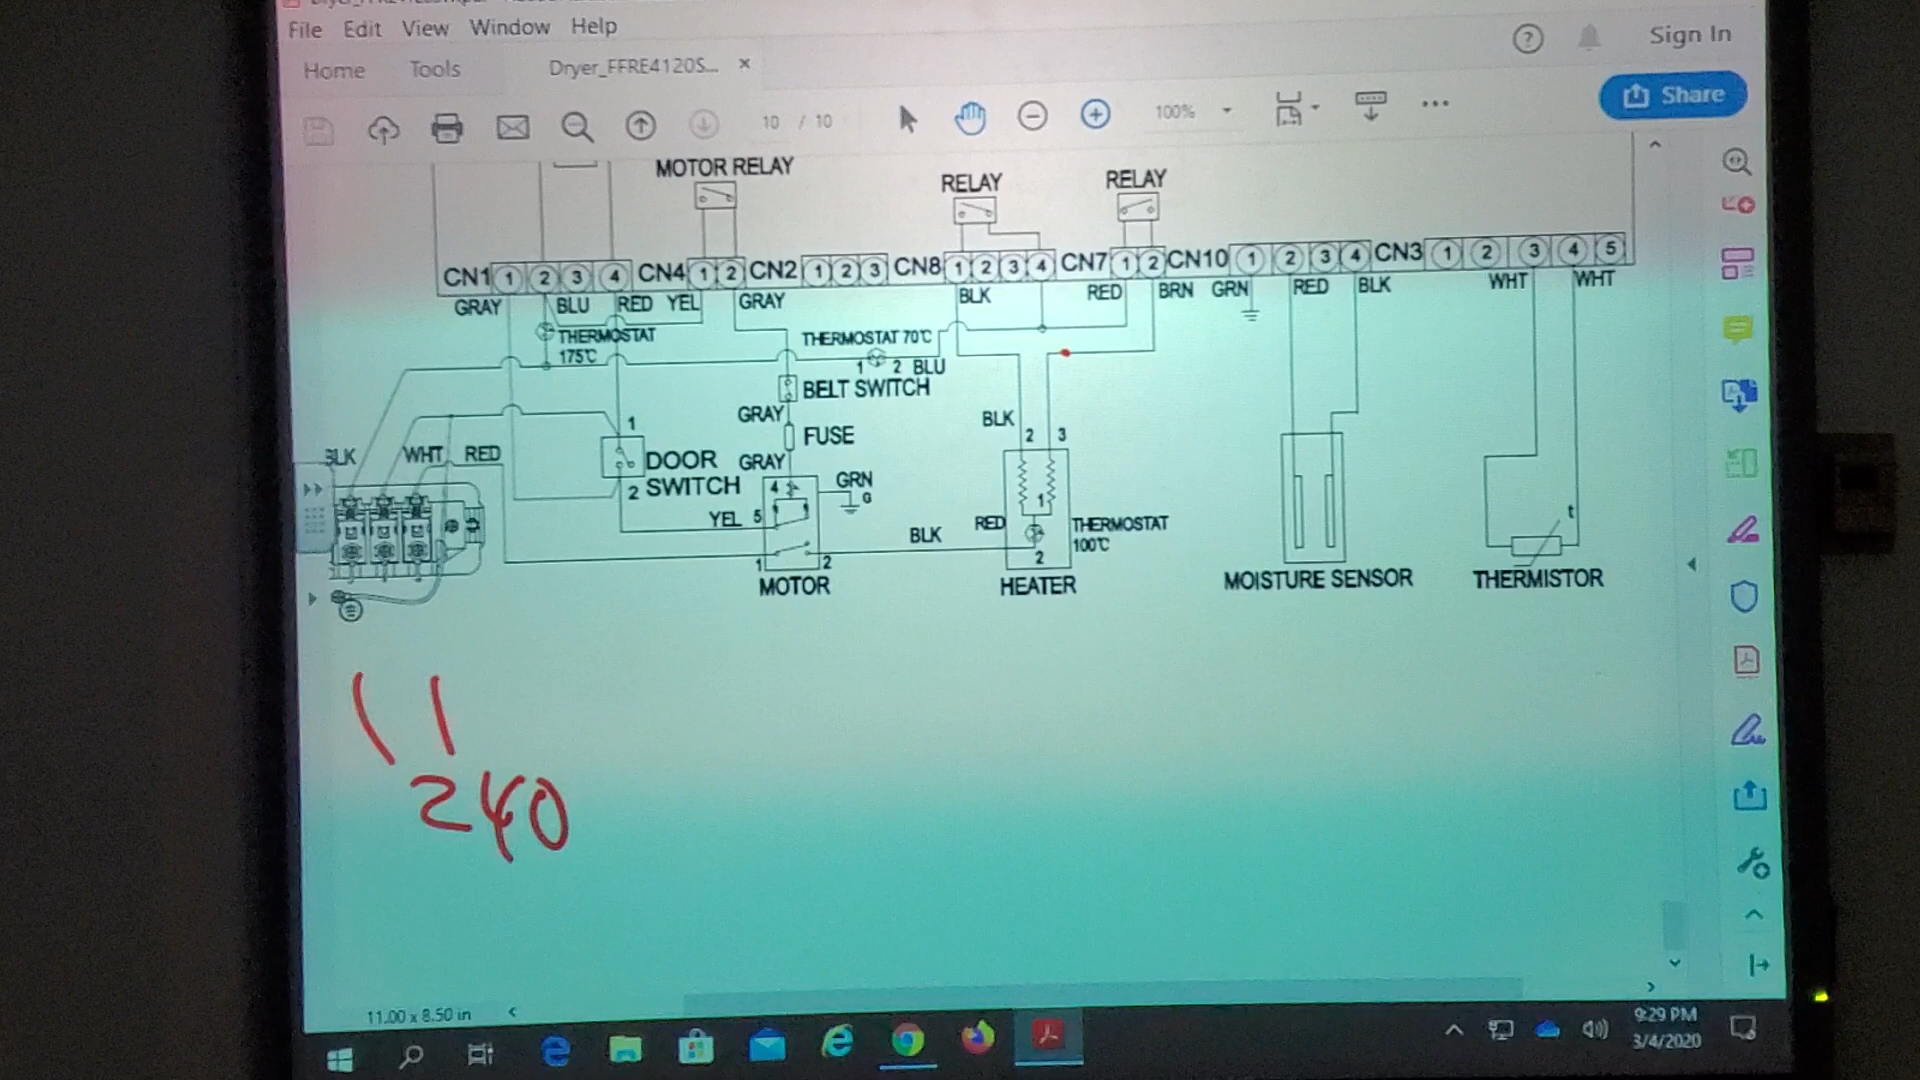 File Edit View Window Help
Sign In
Home Tools Dryer_FFRE4120S... ×
Share
10 / 10 100%
MOTOR RELAY
RELAY
RELAY
CN1 1 2 3 4 CN4 1 2 CN2 1 2 3 CN8 1 2 3 4 CN7 1 2 CN10 1 2 3 4 CN3 1 2 3 4 5
GRAY BLU RED YEL GRAY BLK RED BRN GRN RED BLK WHT WHT
THERMOSTAT
175℃
THERMOSTAT 70℃
1 2 BLU
BELT SWITCH
GRAY
FUSE
GRAY
BLK WHT RED
1
DOOR
2 SWITCH
4
GRN
G
YEL 5
BLK
1 2
MOTOR
BLK
2 3
1
RED
THERMOSTAT
100℃
2
HEATER
MOISTURE SENSOR
t
THERMISTOR
240
11.00 x 8.50 in
9:29 PM
3/4/2020